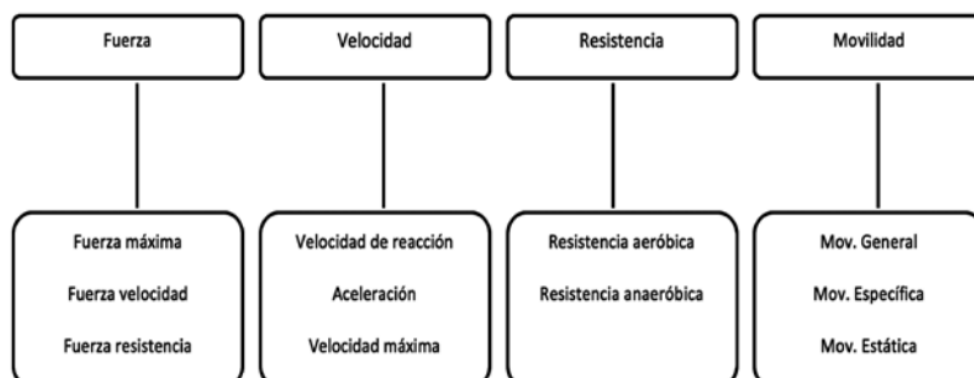 Fuerza
Velocidad
Resistencia
Movilidad
Fuerza máxima
Fuerza velocidad
Fuerza resistencia
Velocidad de reacción
Aceleración
Velocidad máxima
Resistencia aeróbica
Resistencia anaeróbica
Mov. General
Mov. Específica
Mov. Estática